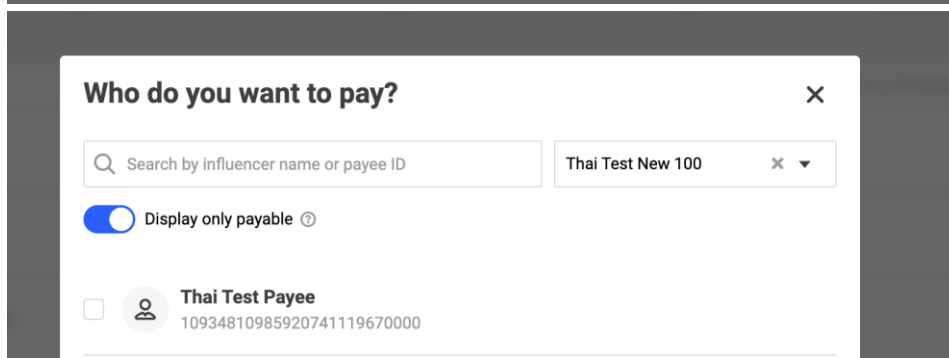 Who do you want to pay?
Search by influencer name or payee ID
Thai Test New 100
Display only payable
Thai Test Payee
10934810985920741119670000